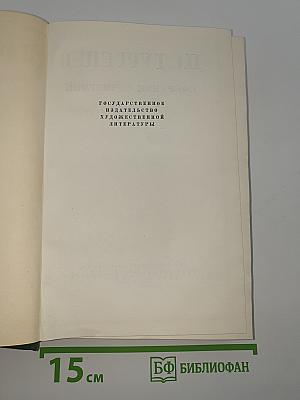 ГОСУДАРСТВЕННОЕ
ИЗДАТЕЛЬСТВО
ХУДОЖЕСТВЕННОЙ
ЛИТЕРАТУРЫ
15 см
БФ БИБЛИОФАН